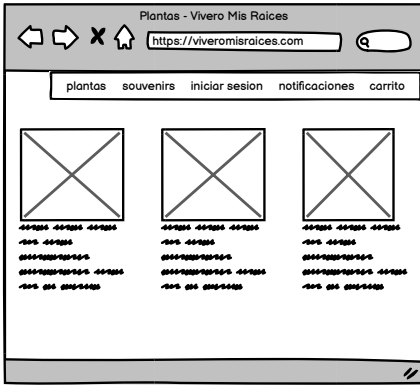 Plantas - Vivero Mis Raices
https://viveromisraices.com
plantas souvenirs iniciar sesion notificaciones carrito